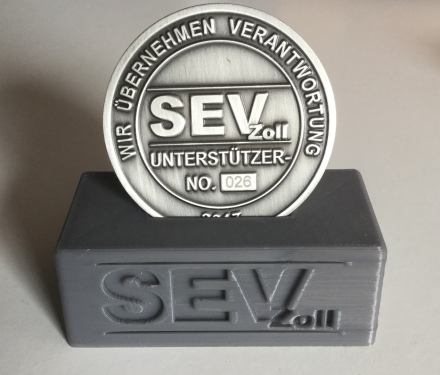 WIR ÜBERNEHMEN VERANTWORTUNG
SEV
Zoll
UNTERSTÜTZER-
NO. 026
SEV
Zoll